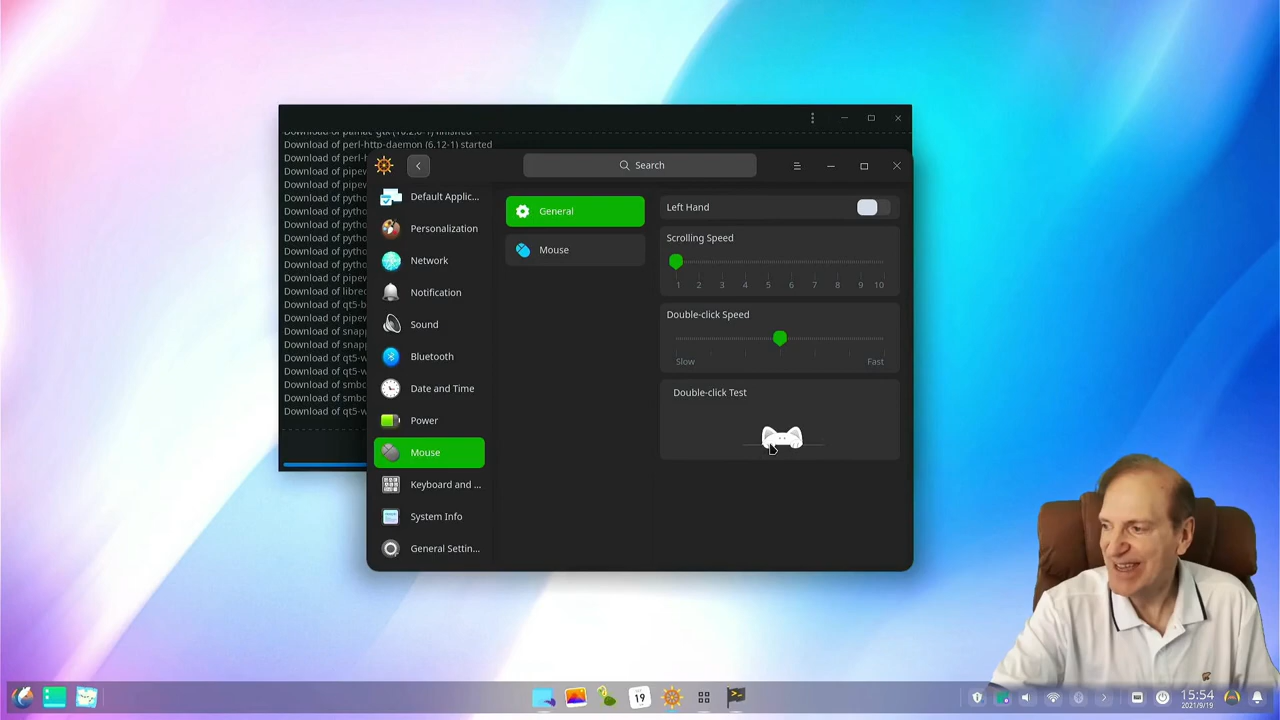 Download of perl-http-daemon (6.12-1) started
Download of perl-h
Download of pipew
Download of pipew
Download of pytho
Download of pytho
Download of pytho
Download of pytho
Download of pytho
Download of pytho
Download of pipew
Download of libre
Download of qt5-b
Download of pipew
Download of snap
Download of snap
Download of qt5-w
Download of qt5-w
Download of smbc
Download of smbc
Download of qt5-w
Search
Default Applic...
Personalization
Network
Notification
Sound
Bluetooth
Date and Time
Power
Mouse
Keyboard and ...
System Info
General Settin...
General
Mouse
Left Hand
Scrolling Speed
1 2 3 4 5 6 7 8 9 10
Double-click Speed
Slow Fast
Double-click Test
19
15:54
2021/9/19